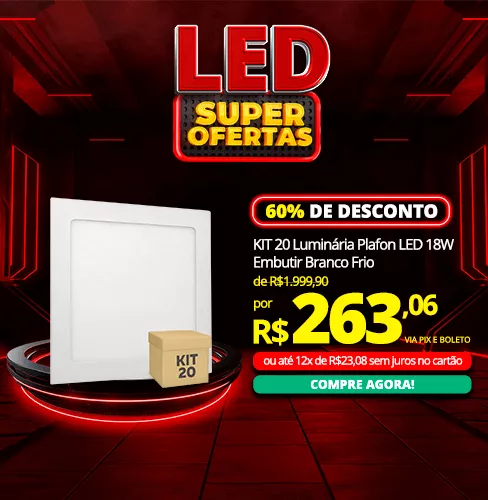 LED
SUPER
OFERTAS
60% DE DESCONTO
KIT 20 Luminária Plafon LED 18W
Embutir Branco Frio
de R$1.999,90
por
R$263,06
VIA PIX E BOLETO
ou até 12x de R$23,08 sem juros no cartão
COMPRE AGORA!
KIT
20